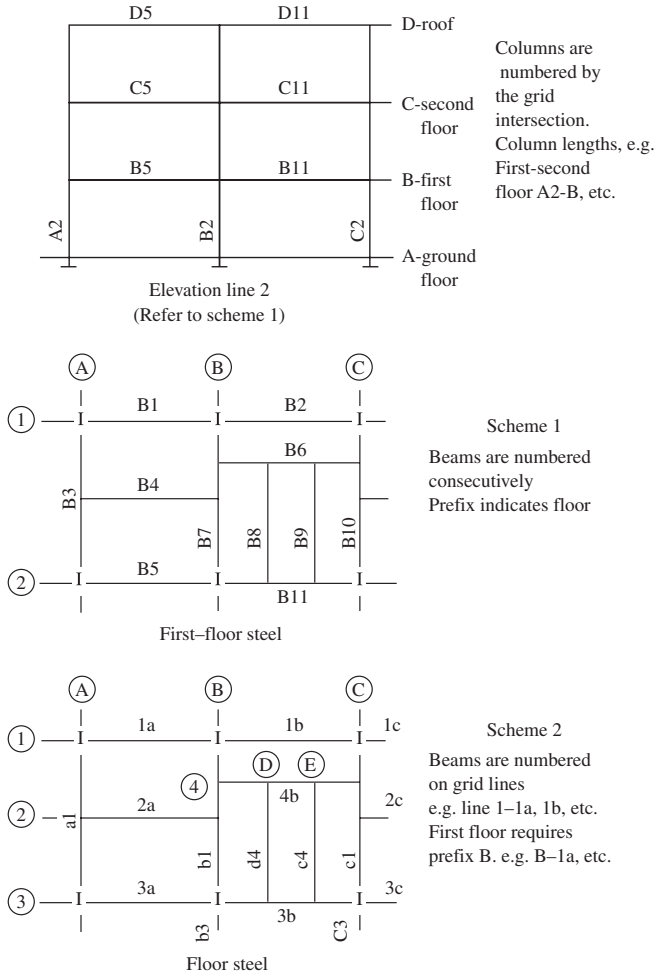 D5 D11
D-roof
C5 C11
C-second
floor
B5 B11
B-first
floor
A2 B2 C2
A-ground
floor
Elevation line 2
(Refer to scheme 1)
Columns are
numbered by
the grid
intersection.
Column lengths, e.g.
First-second
floor A2-B, etc.
A B C
1 I B1 I B2 I
B6
B3 B4 B7 B8 B9 B10
2 I B5 I I
B11
First–floor steel
Scheme 1
Beams are numbered
consecutively
Prefix indicates floor
A B C
1 I 1a I 1b I 1c
4 D E
4b
2 a1 2a 2c
b1 d4 c4 c1
3 I 3a I I 3c
3b
b3 C3
Floor steel
Scheme 2
Beams are numbered
on grid lines
e.g. line 1–1a, 1b, etc.
First floor requires
prefix B. e.g. B–1a, etc.